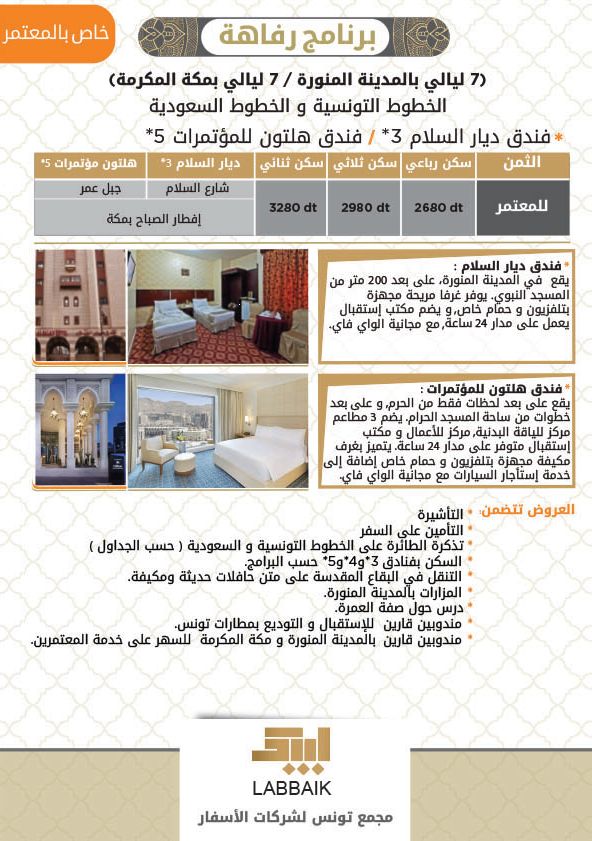 خاص بالمعتمر
برنامج رفاهة
(7 ليالي بالمدينة المنورة / 7 ليالي بمكة المكرمة)
الخطوط التونسية و الخطوط السعودية
*فندق ديار السلام 3* / فندق هلتون للمؤتمرات 5*
الثمن سكن رباعي سكن ثلاثي سكن ثنائي ديار السلام 3* هلتون مؤتمرات 5*
للمعتمر 2680 dt 2980 dt 3280 dt شارع السلام جبل عمر
إفطار الصباح بمكة
* فندق ديار السلام :
يقع في المدينة المنورة، على بعد 200 متر من
المسجد النبوي. يوفر غرفا مريحة مجهزة
بتلفزيون و حمام خاص, و يضم مكتب إستقبال
يعمل على مدار 24 ساعة, مع مجانية الواي فاي.
* فندق هلتون للمؤتمرات :
يقع على بعد لحظات فقط من الحرم, و على بعد
خطوات من ساحة المسجد الحرام. يضم 3 مطاعم
مركز للياقة البدنية, مركز للأعمال و مكتب
إستقبال متوفر على مدار 24 ساعة. يتميز بغرف
مكيفة مجهزة بتلفزيون و حمام خاص إضافة إلى
خدمة إستأجار السيارات مع مجانية الواي فاي.
العروض تتضمن: * التأشيرة
* التأمين على السفر
* تذكرة الطائرة على الخطوط التونسية و السعودية ( حسب الجداول )
* السكن بفنادق 3*و4*و5* حسب البرامج.
* التنقل في البقاع المقدسة على متن حافلات حديثة ومكيفة.
* المزارات بالمدينة المنورة.
* درس حول صفة العمرة.
* مندوبين قارين للإستقبال و التوديع بمطارات تونس.
* مندوبين قارين بالمدينة المنورة و مكة المكرمة للسهر على خدمة المعتمرين.
لبيك
LABBAIK
مجمع تونس لشركات الأسفار